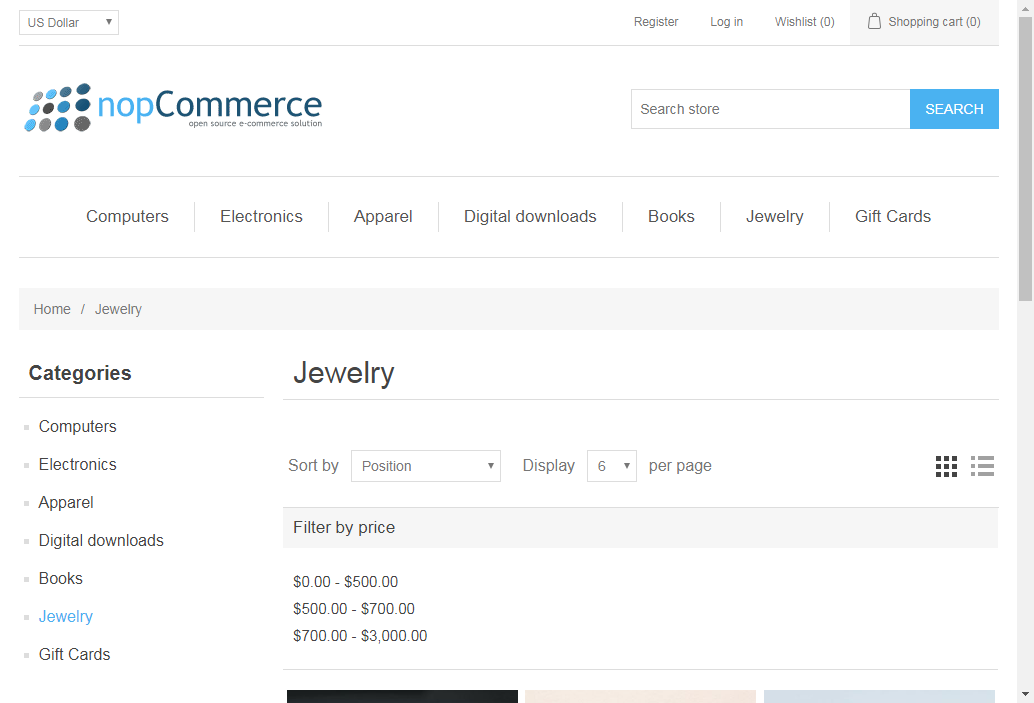 US Dollar
Register Log in Wishlist (0) Shopping cart (0)
nopCommerce
open source e-commerce solution
Search store SEARCH
Computers Electronics Apparel Digital downloads Books Jewelry Gift Cards
Home / Jewelry
Categories
Computers
Electronics
Apparel
Digital downloads
Books
Jewelry
Gift Cards
Jewelry
Sort by Position Display 6 per page
Filter by price
$0.00 - $500.00
$500.00 - $700.00
$700.00 - $3,000.00